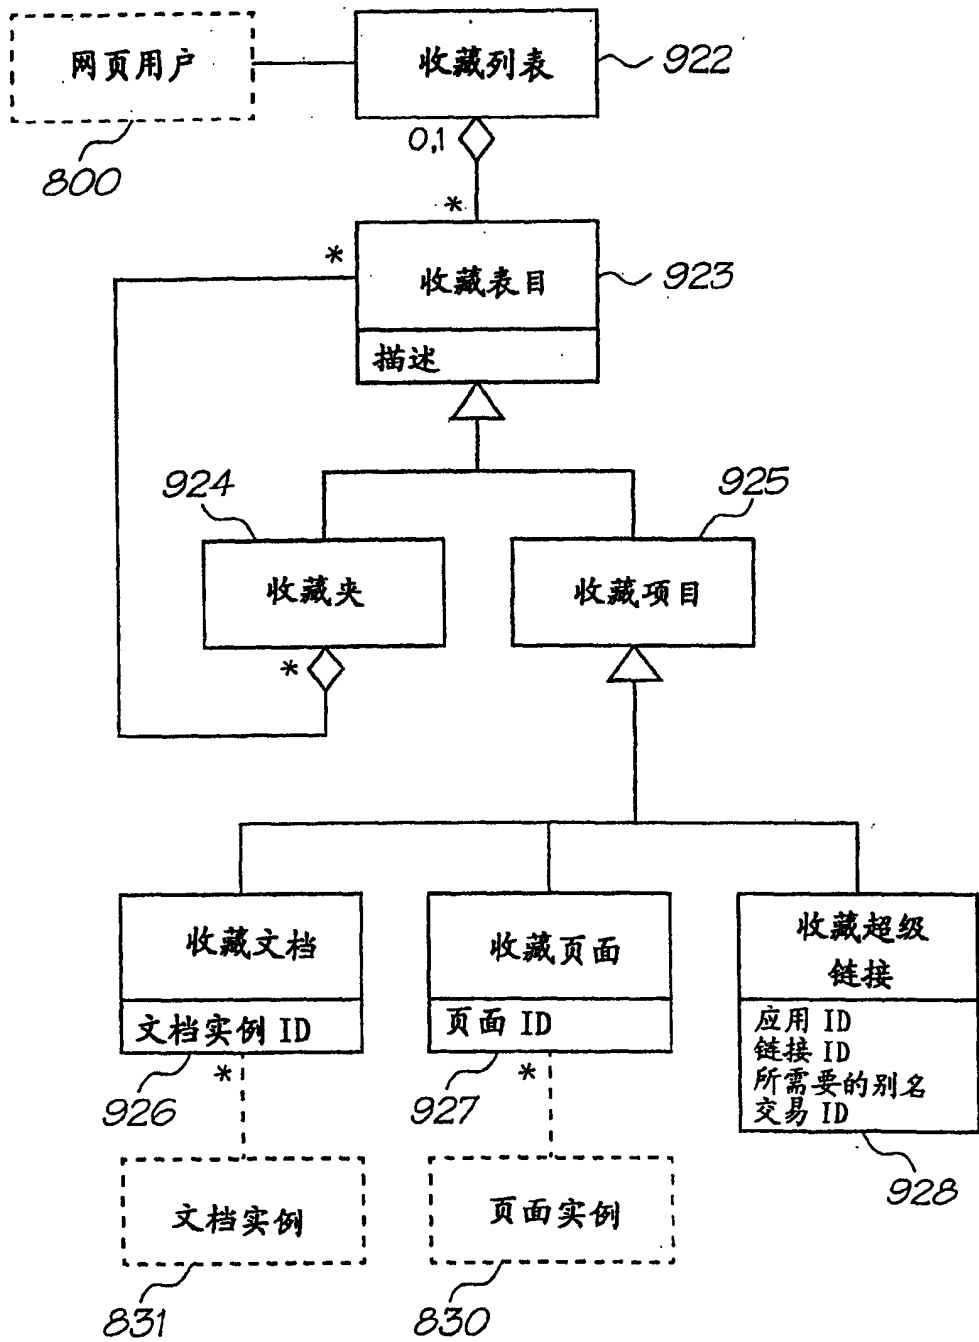 网页用户
收藏列表
922
800
0,1
*
*
收藏表目
923
描述
924
925
收藏夹
收藏项目
*
收藏文档
收藏页面
收藏超级
链接
文档实例 ID
页面 ID
应用 ID
链接 ID
所需要的别名
交易 ID
*
*
926
927
928
文档实例
页面实例
831
830